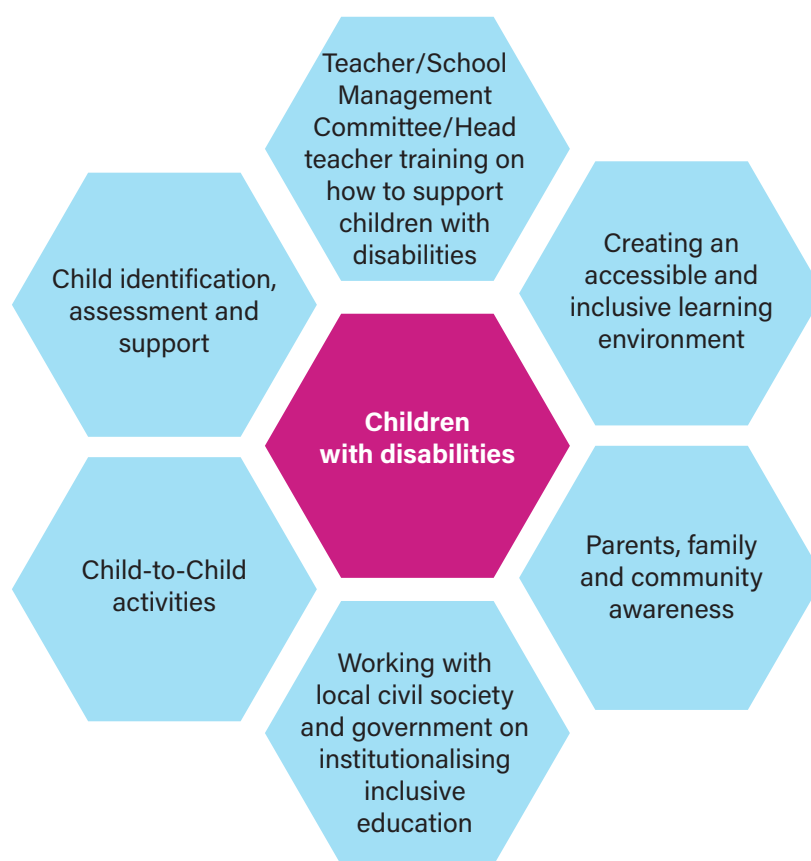 Teacher/School
Management
Committee/Head
teacher training on
how to support
children with
disabilities
Creating an
accessible and
inclusive learning
environment
Child identification,
assessment and
support
Children
with disabilities
Parents, family
and community
awareness
Child-to-Child
activities
Working with
local civil society
and government on
institutionalising
inclusive
education